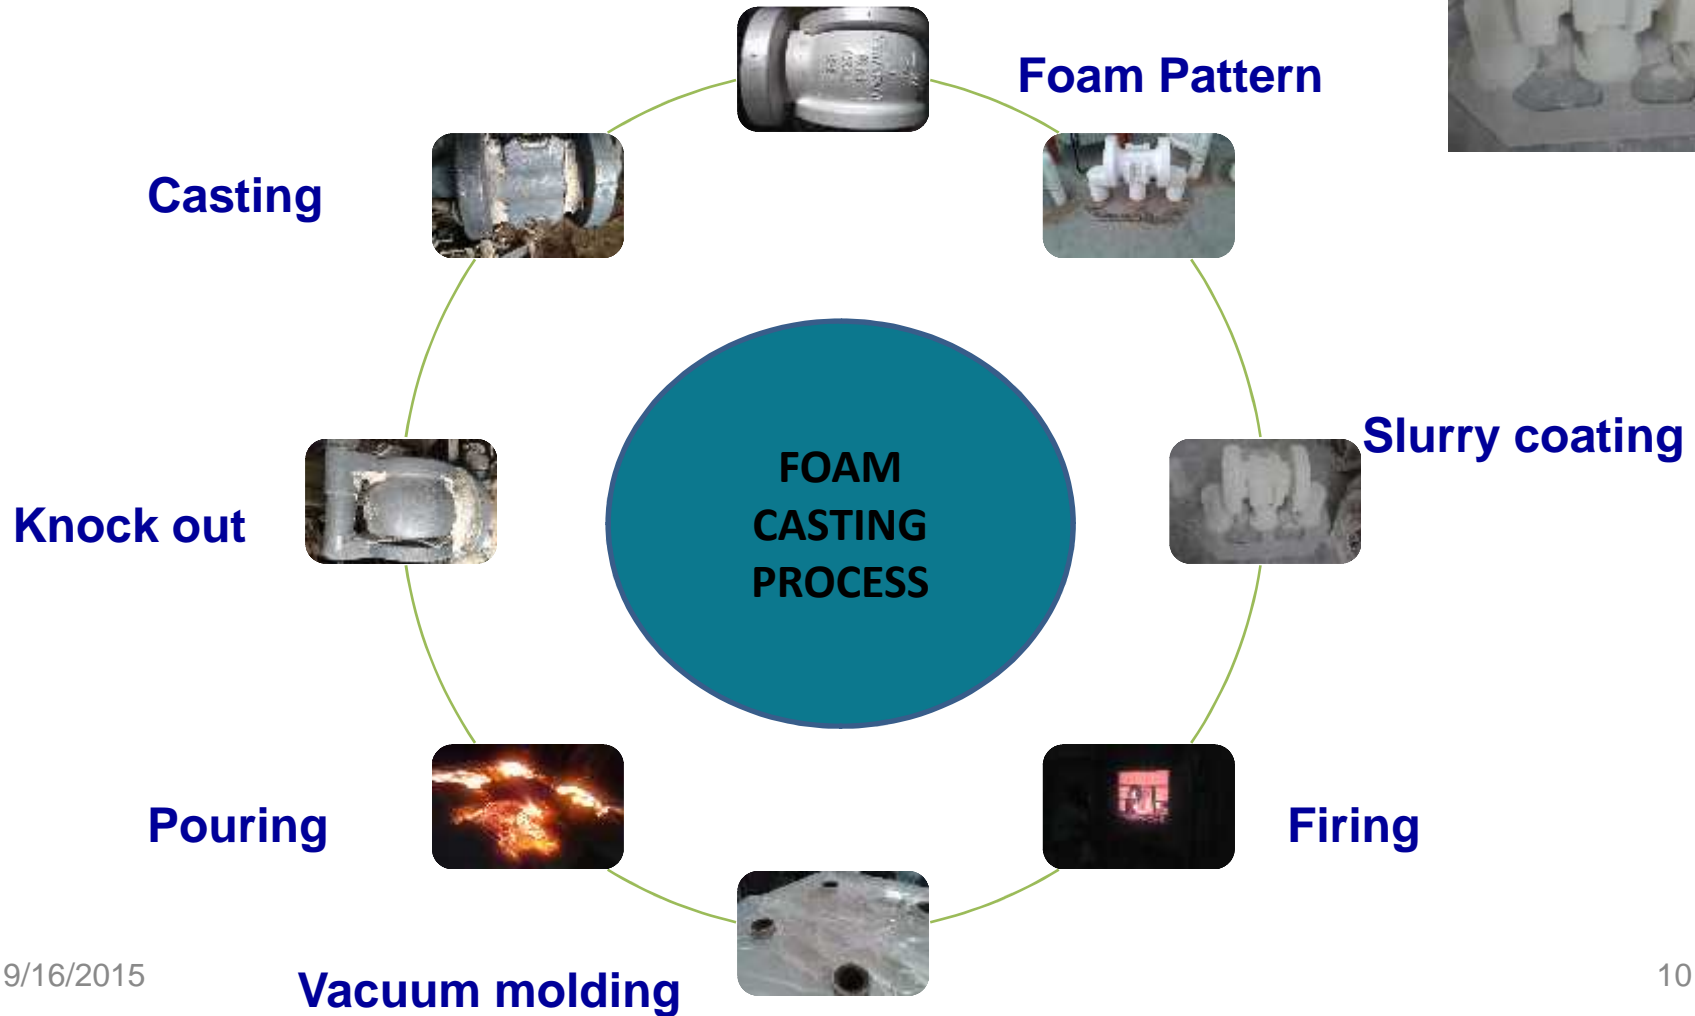 Foam Pattern
Casting
Slurry coating
FOAM
CASTING
PROCESS
Knock out
Pouring
Firing
Vacuum molding
9/16/2015
10